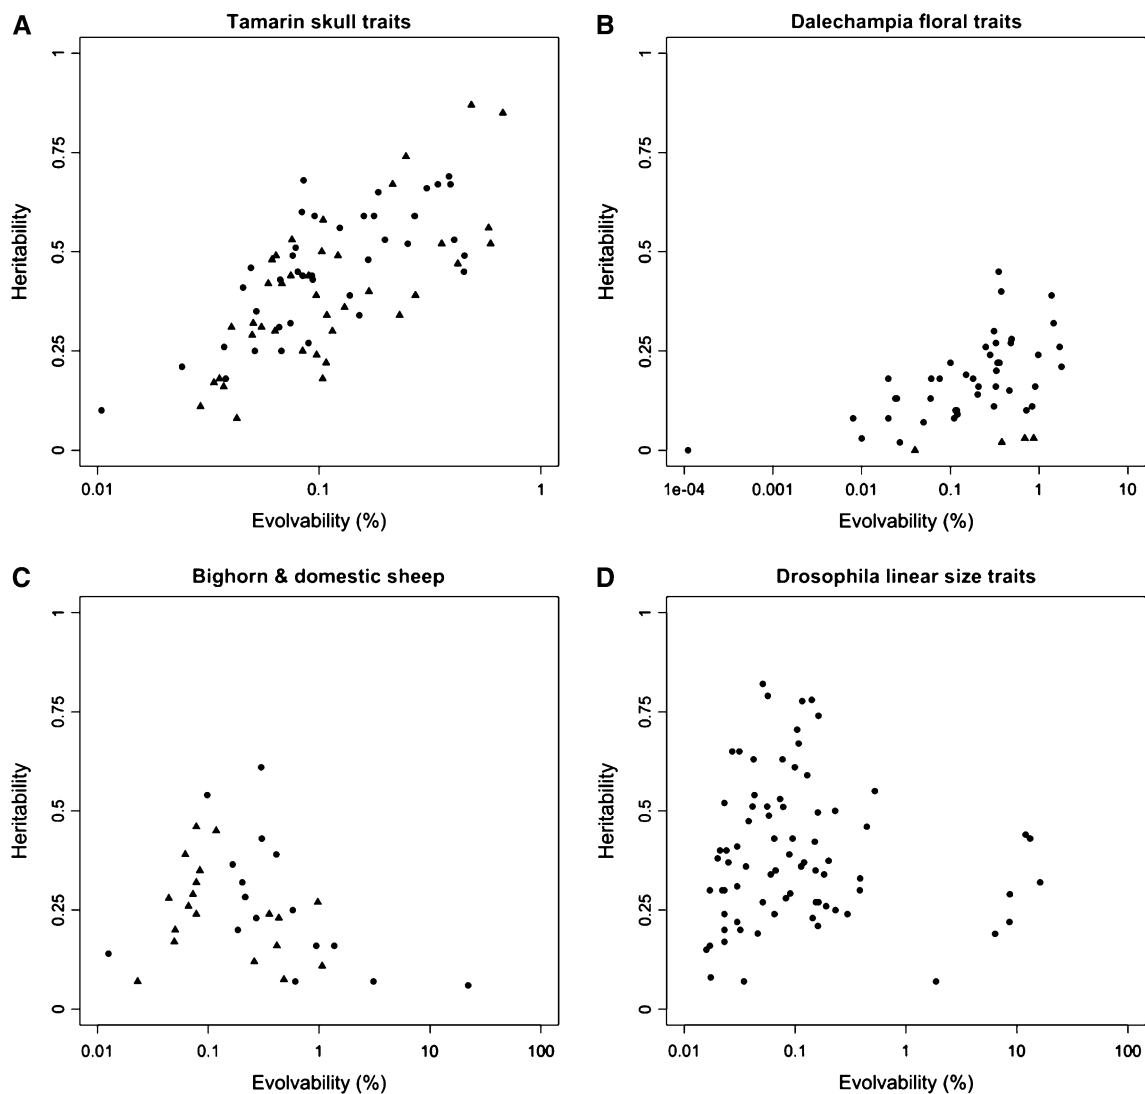 A
Tamarin skull traits
1
0.75
0.5
0.25
0
Heritability
0.01
0.1
1
Evolvability (%)
B
Dalechampia floral traits
1
0.75
0.5
0.25
0
Heritability
1e-04
0.001
0.01
0.1
1
10
Evolvability (%)
C
Bighorn & domestic sheep
1
0.75
0.5
0.25
0
Heritability
0.01
0.1
1
10
100
Evolvability (%)
D
Drosophila linear size traits
1
0.75
0.5
0.25
0
Heritability
0.01
0.1
1
10
100
Evolvability (%)